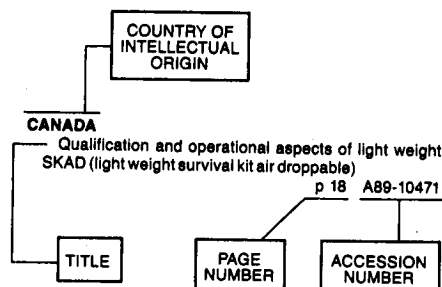 COUNTRY OF
INTELLECTUAL
ORIGIN
CANADA
Qualification and operational aspects of light weight
SKAD (light weight survival kit air droppable)
p 18 A89-10471
TITLE
PAGE
NUMBER
ACCESSION
NUMBER